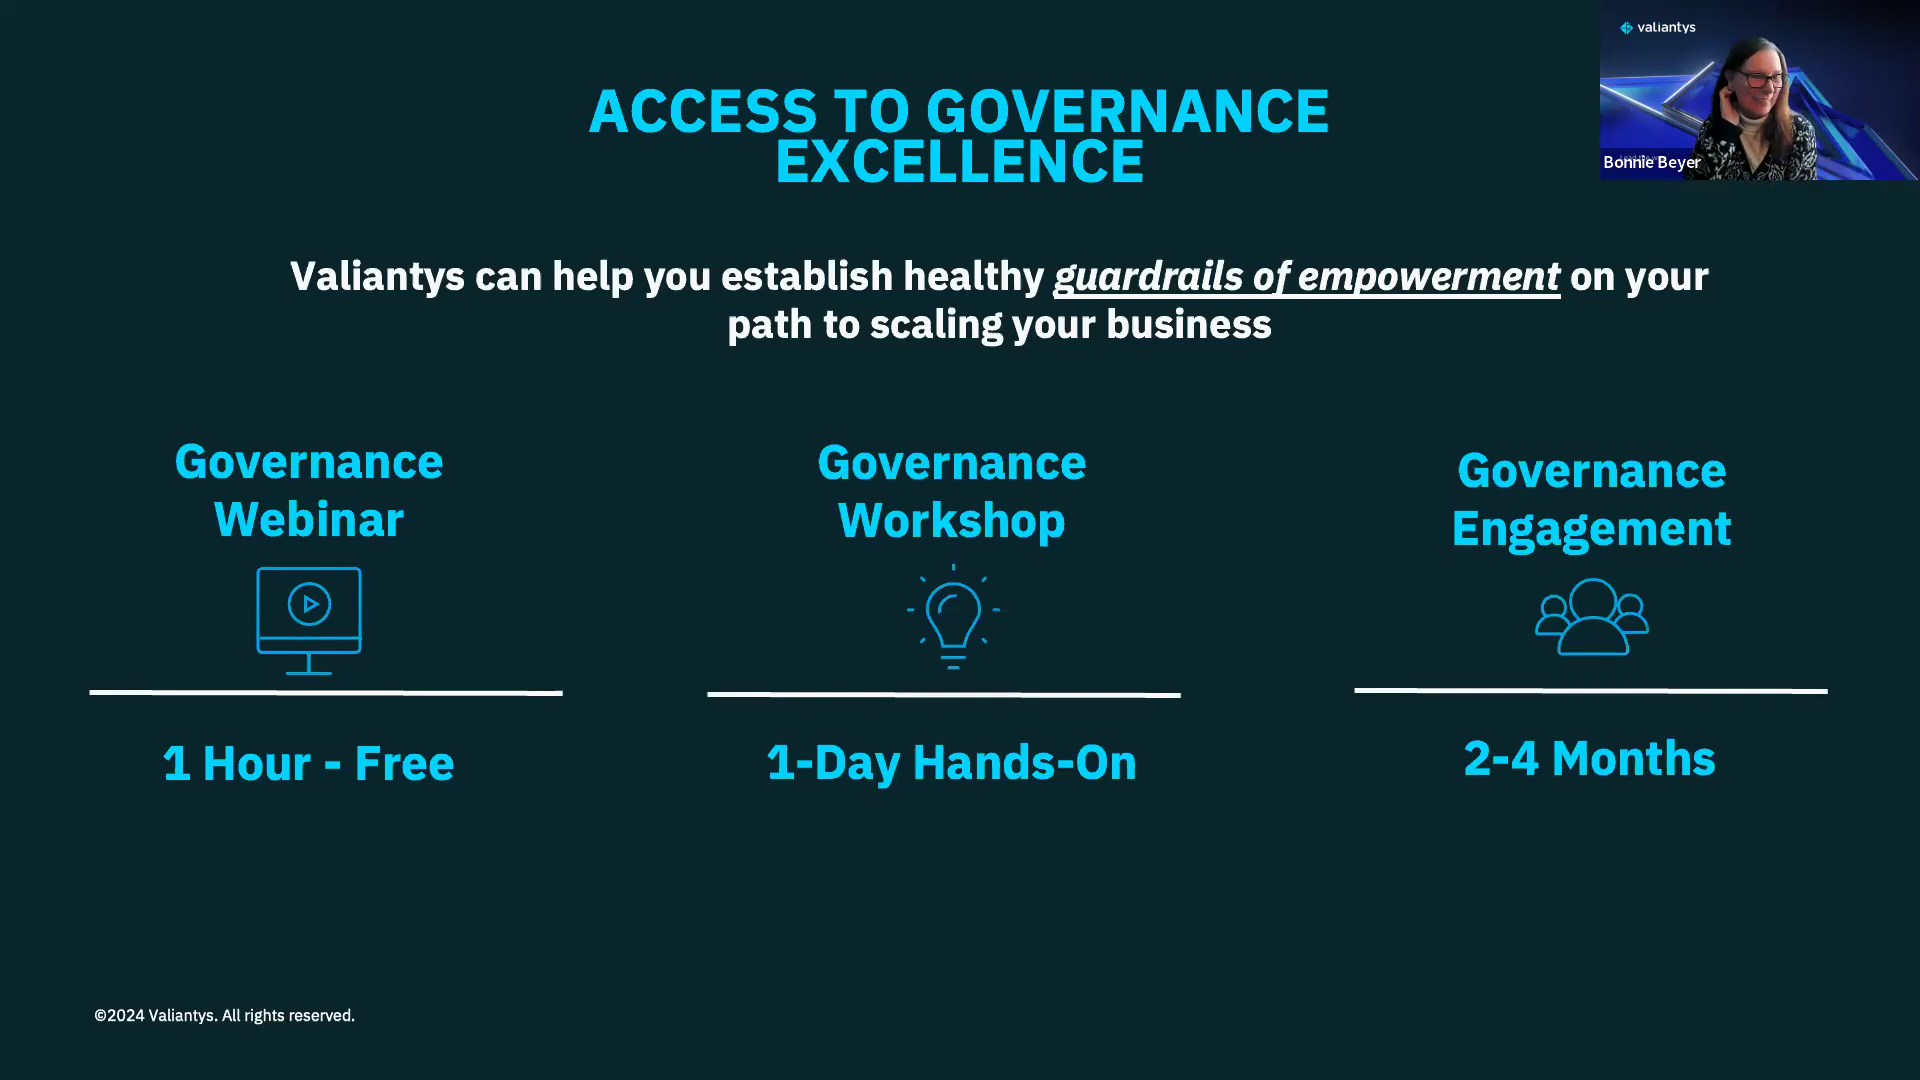 valiantys
Bonnie Beyer
ACCESS TO GOVERNANCE
EXCELLENCE
Valiantys can help you establish healthy guardrails of empowerment on your
path to scaling your business
Governance
Webinar
1 Hour - Free
Governance
Workshop
1-Day Hands-On
Governance
Engagement
2-4 Months
©2024 Valiantys. All rights reserved.